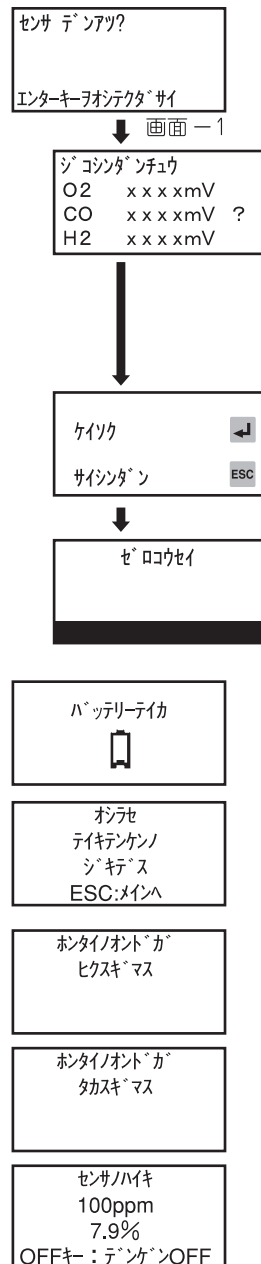 センサ デンアツ?
エンターキーヲオシテクダサイ
画面－1
ジコシンダンチュウ
O2 xxxxmV
CO xxxxmV ?
H2 xxxxmV
ケイソク ↵
サイシンダン ESC
ゼロコウセイ
バッテリーテイカ
オシラセ
テイキテンケンノ
ジキデス
ESC:メインヘ
ホンタイノオンドガ
ヒクスギマス
ホンタイノオンドガ
タカスギマス
センサノハイキ
100ppm
7.9%
OFFキー：デンゲンOFF